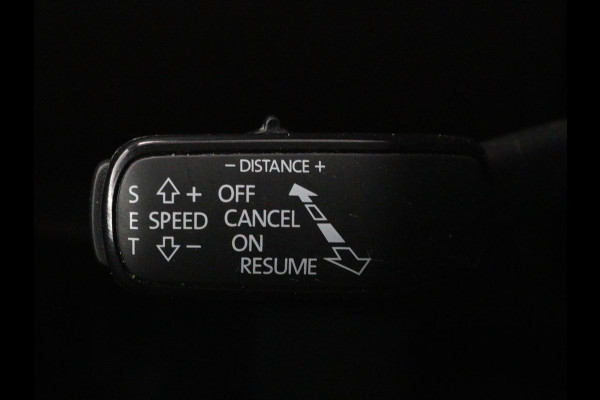 - DISTANCE +
S + OFF
E SPEED CANCEL
T - ON
RESUME